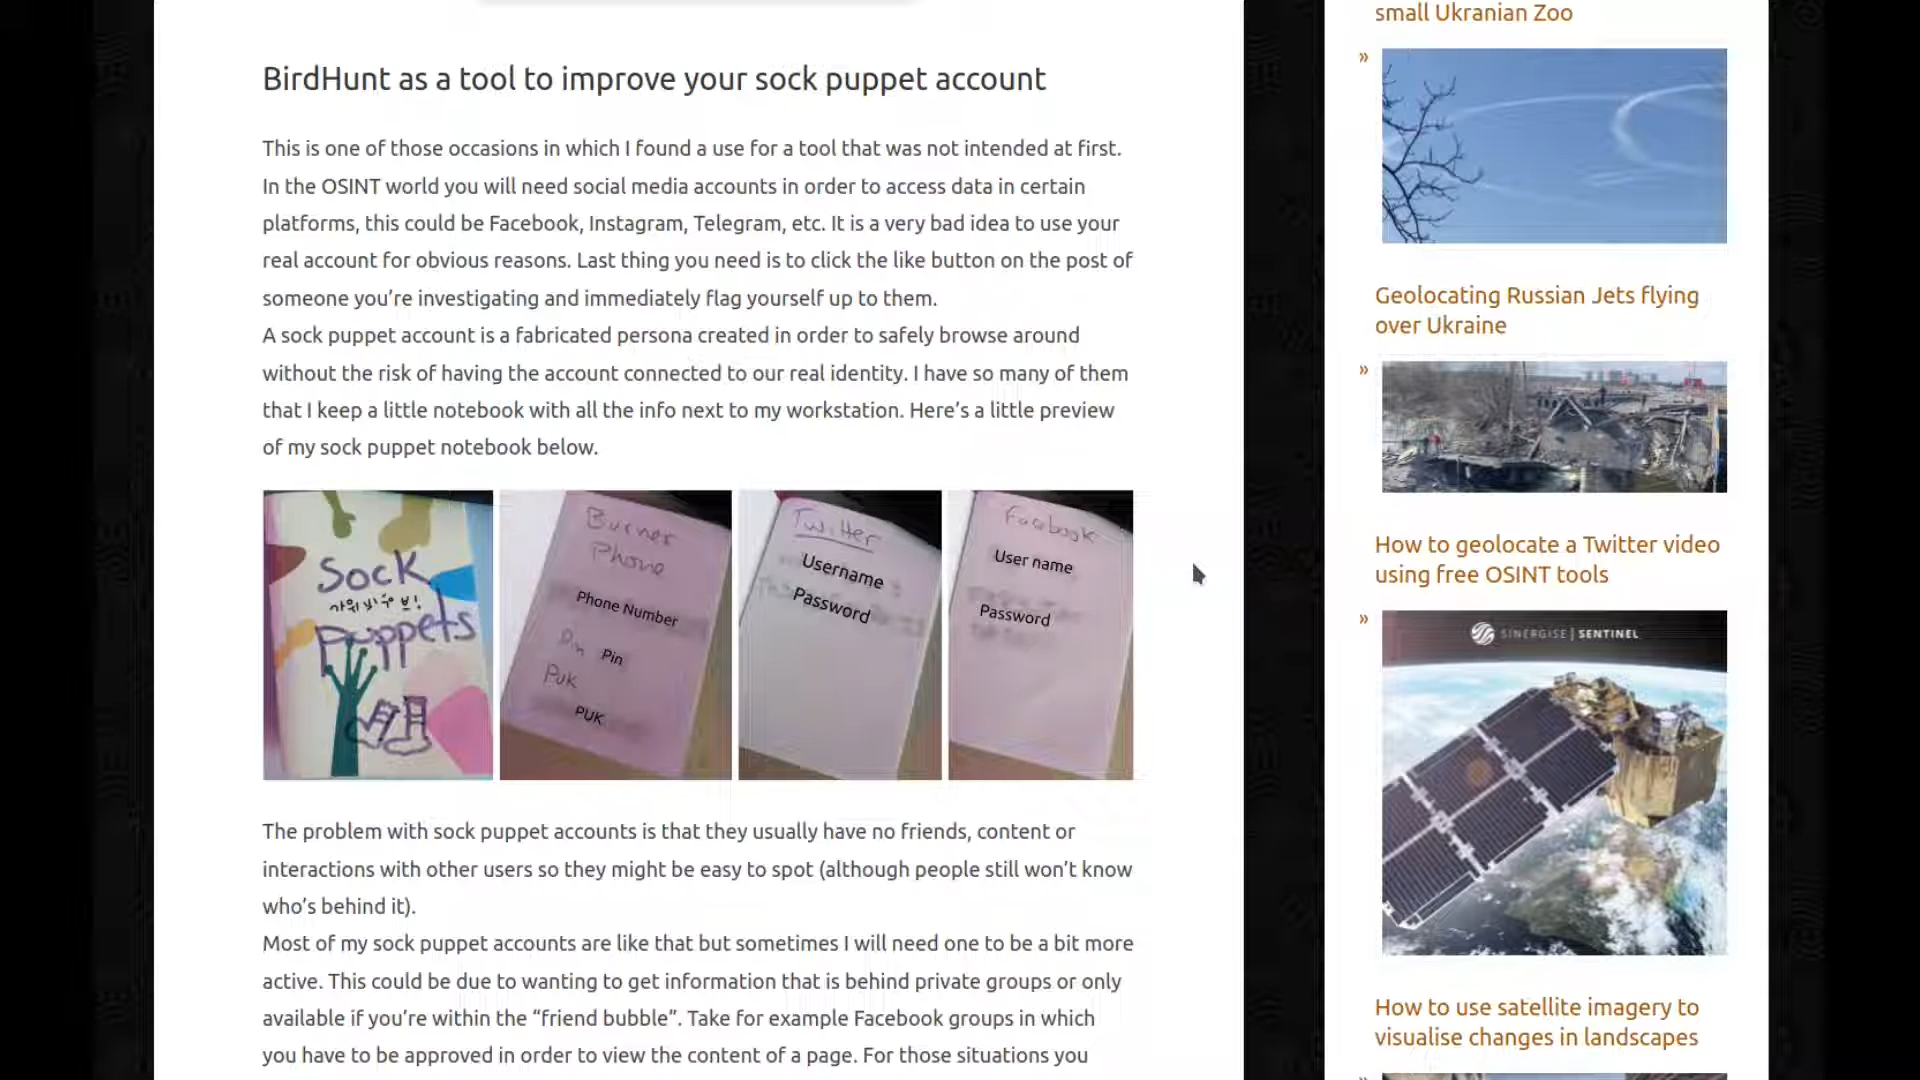 small Ukranian Zoo
BirdHunt as a tool to improve your sock puppet account
This is one of those occasions in which I found a use for a tool that was not intended at first.
In the OSINT world you will need social media accounts in order to access data in certain
platforms, this could be Facebook, Instagram, Telegram, etc. It is a very bad idea to use your
real account for obvious reasons. Last thing you need is to click the like button on the post of
someone you’re investigating and immediately flag yourself up to them.
A sock puppet account is a fabricated persona created in order to safely browse around
without the risk of having the account connected to our real identity. I have so many of them
that I keep a little notebook with all the info next to my workstation. Here’s a little preview
of my sock puppet notebook below.
Sock
가위 바위 보!
Puppets
Burner
Phone
Phone Number
Pin Pin
Puk
PUK
Twitter
Username
Password
Facebook
User name
Password
The problem with sock puppet accounts is that they usually have no friends, content or
interactions with other users so they might be easy to spot (although people still won’t know
who’s behind it).
Most of my sock puppet accounts are like that but sometimes I will need one to be a bit more
active. This could be due to wanting to get information that is behind private groups or only
available if you’re within the “friend bubble”. Take for example Facebook groups in which
you have to be approved in order to view the content of a page. For those situations you
»
Geolocating Russian Jets flying
over Ukraine
»
How to geolocate a Twitter video
using free OSINT tools
»
SINERGISE | SENTINEL
How to use satellite imagery to
visualise changes in landscapes
»